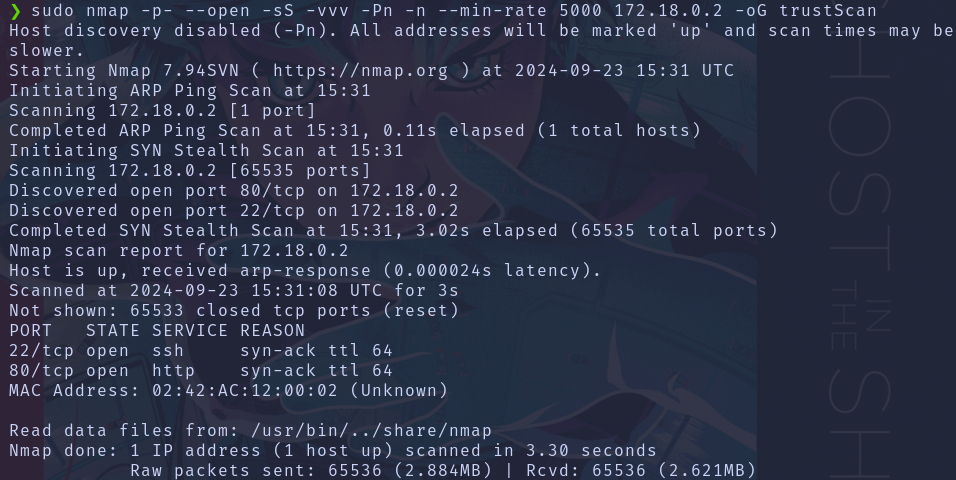 ❯ sudo nmap -p- --open -sS -vvv -Pn -n --min-rate 5000 172.18.0.2 -oG trustScan
Host discovery disabled (-Pn). All addresses will be marked 'up' and scan times may be
slower.
Starting Nmap 7.94SVN ( https://nmap.org ) at 2024-09-23 15:31 UTC
Initiating ARP Ping Scan at 15:31
Scanning 172.18.0.2 [1 port]
Completed ARP Ping Scan at 15:31, 0.11s elapsed (1 total hosts)
Initiating SYN Stealth Scan at 15:31
Scanning 172.18.0.2 [65535 ports]
Discovered open port 80/tcp on 172.18.0.2
Discovered open port 22/tcp on 172.18.0.2
Completed SYN Stealth Scan at 15:31, 3.02s elapsed (65535 total ports)
Nmap scan report for 172.18.0.2
Host is up, received arp-response (0.000024s latency).
Scanned at 2024-09-23 15:31:08 UTC for 3s
Not shown: 65533 closed tcp ports (reset)
PORT   STATE SERVICE REASON
22/tcp open  ssh     syn-ack ttl 64
80/tcp open  http    syn-ack ttl 64
MAC Address: 02:42:AC:12:00:02 (Unknown)

Read data files from: /usr/bin/../share/nmap
Nmap done: 1 IP address (1 host up) scanned in 3.30 seconds
           Raw packets sent: 65536 (2.884MB) | Rcvd: 65536 (2.621MB)
HOST
IN
THE
SH